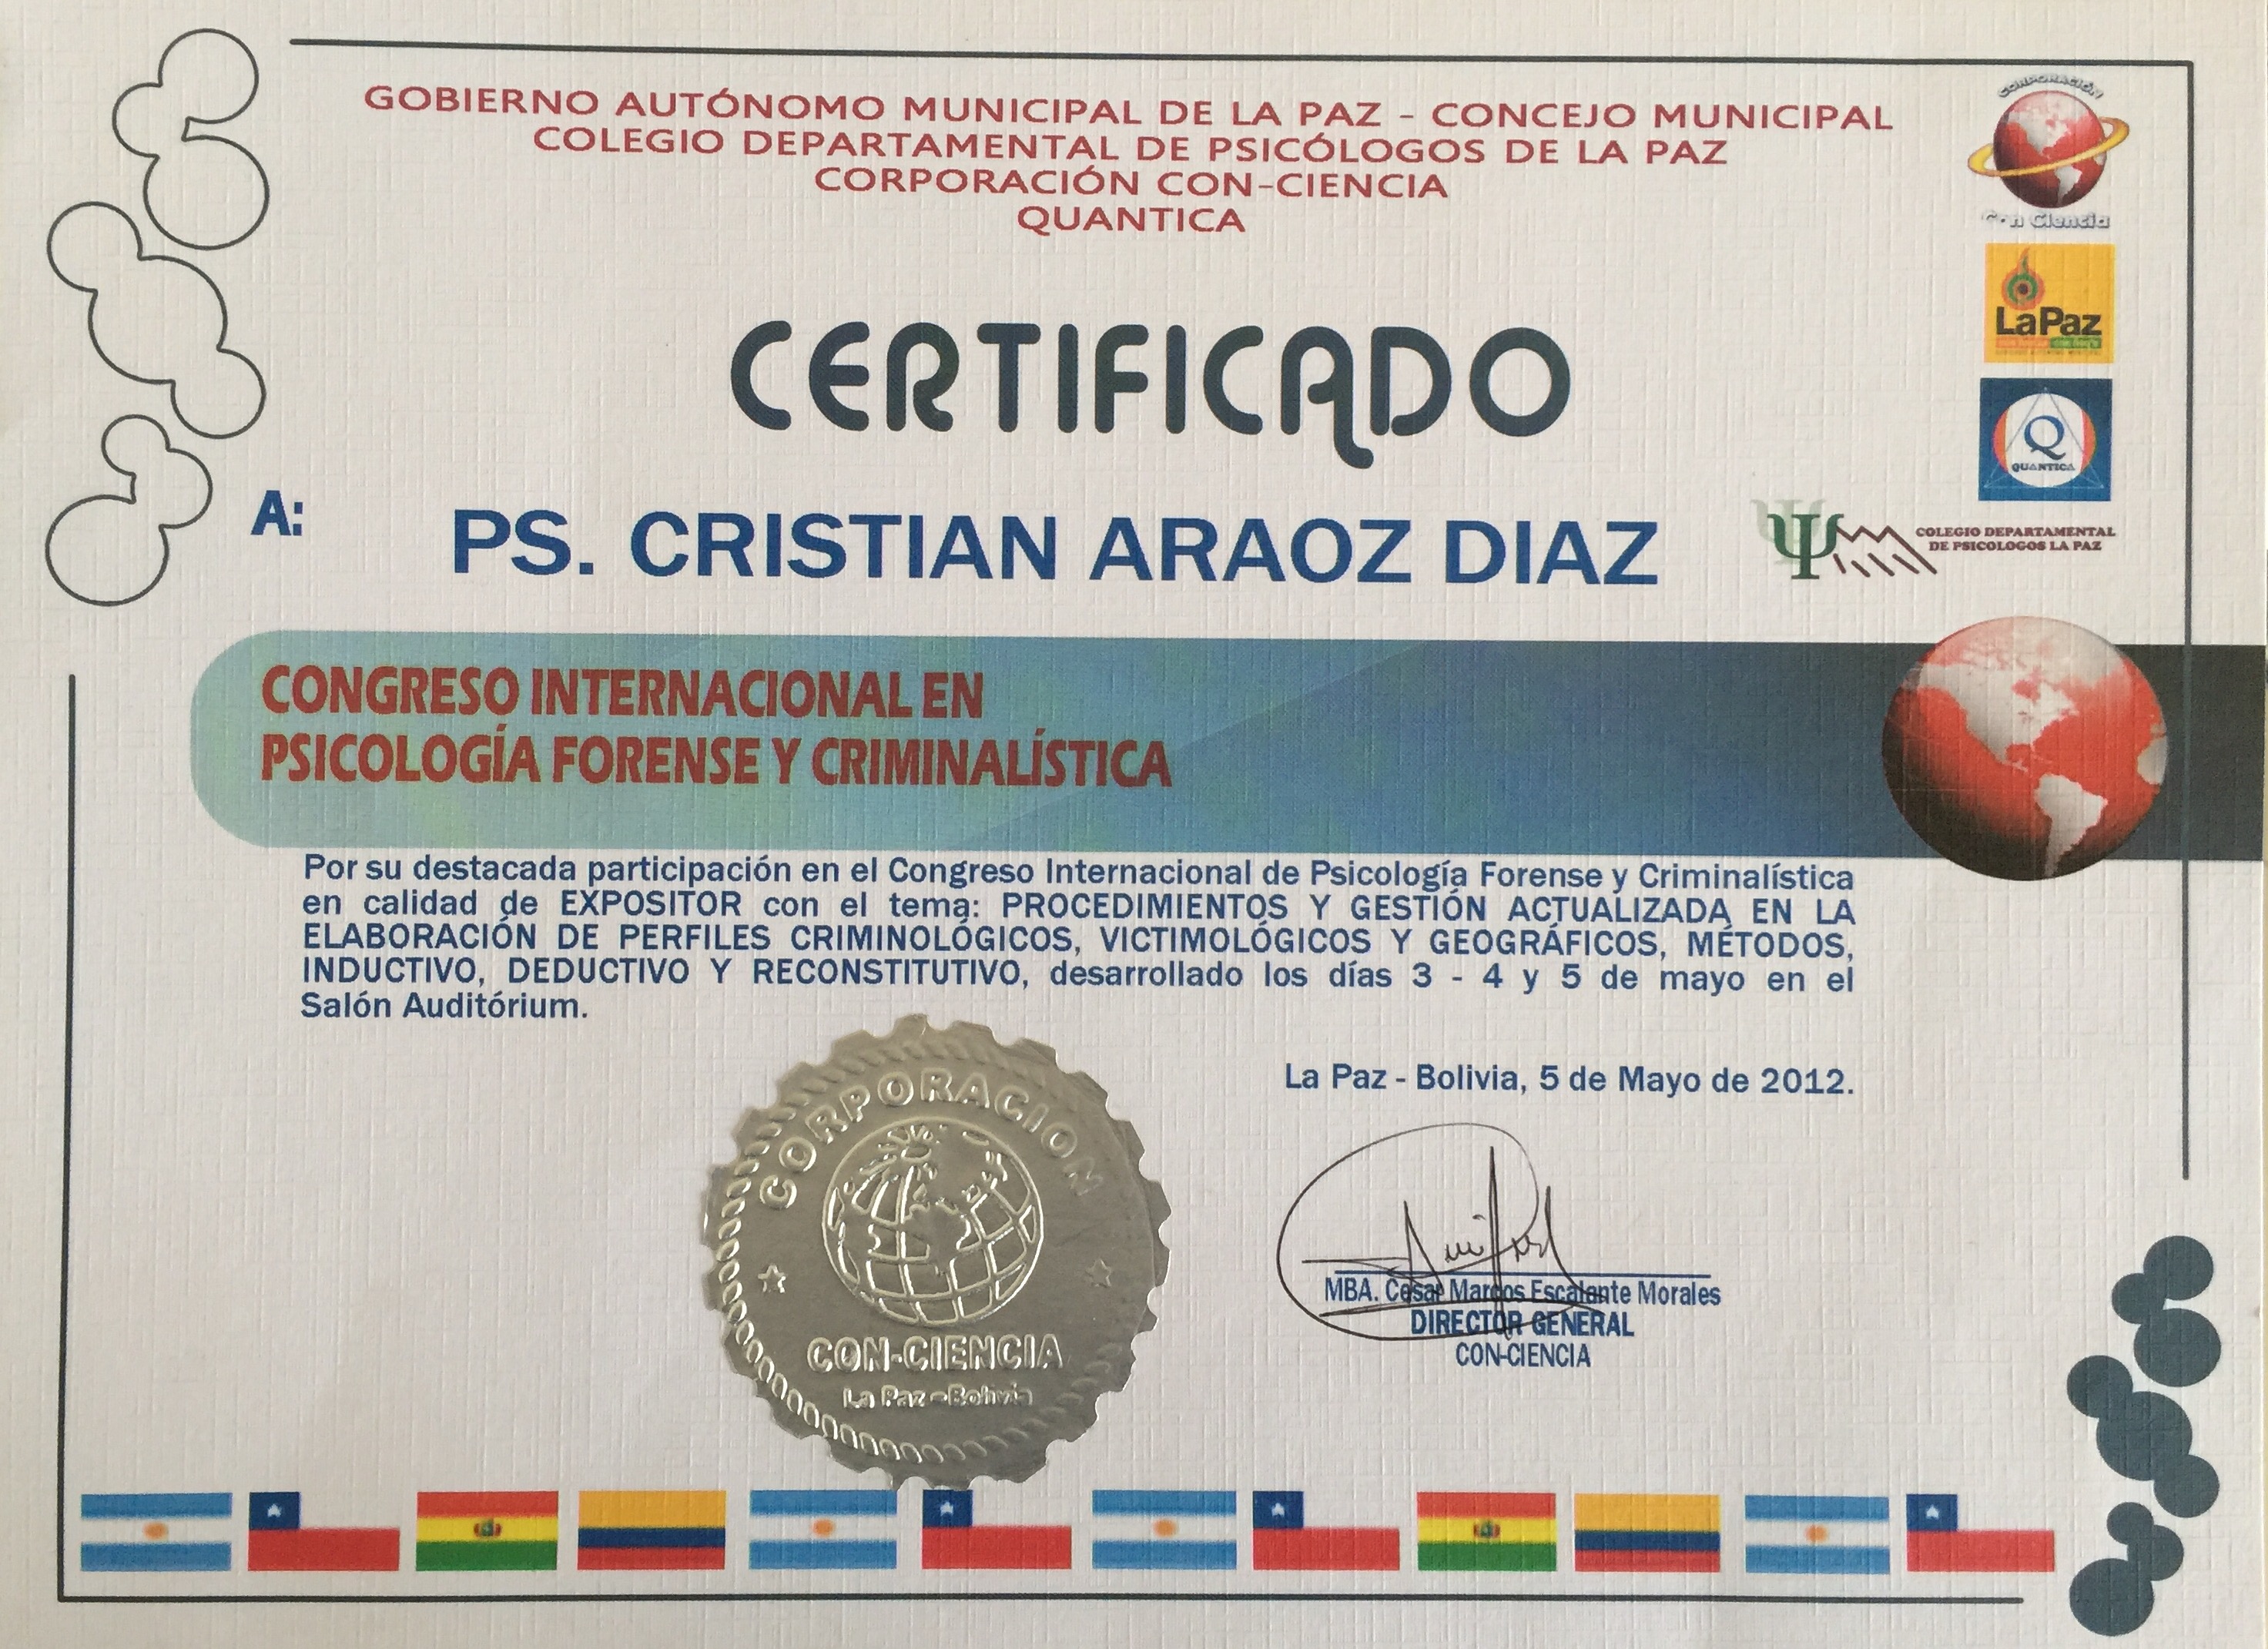 GOBIERNO AUTÓNOMO MUNICIPAL DE LA PAZ - CONCEJO MUNICIPAL
COLEGIO DEPARTAMENTAL DE PSICÓLOGOS DE LA PAZ
CORPORACIÓN CON-CIENCIA
QUANTICA
CORPORACIÓN
Con Ciencia
LaPaz
Q
QUANTICA
CERTIFICADO
A: PS. CRISTIAN ARAOZ DIAZ
Ψ COLEGIO DEPARTAMENTAL
DE PSICOLOGOS LA PAZ
CONGRESO INTERNACIONAL EN
PSICOLOGÍA FORENSE Y CRIMINALÍSTICA
Por su destacada participación en el Congreso Internacional de Psicología Forense y Criminalística
en calidad de EXPOSITOR con el tema: PROCEDIMIENTOS Y GESTIÓN ACTUALIZADA EN LA
ELABORACIÓN DE PERFILES CRIMINOLÓGICOS, VICTIMOLÓGICOS Y GEOGRÁFICOS, MÉTODOS,
INDUCTIVO, DEDUCTIVO Y RECONSTITUTIVO, desarrollado los días 3 - 4 y 5 de mayo en el
Salón Auditórium.
La Paz - Bolivia, 5 de Mayo de 2012.
CORPORACION
CON-CIENCIA
La Paz - Bolivia
MBA. Cesar Marcos Escalante Morales
DIRECTOR GENERAL
CON-CIENCIA